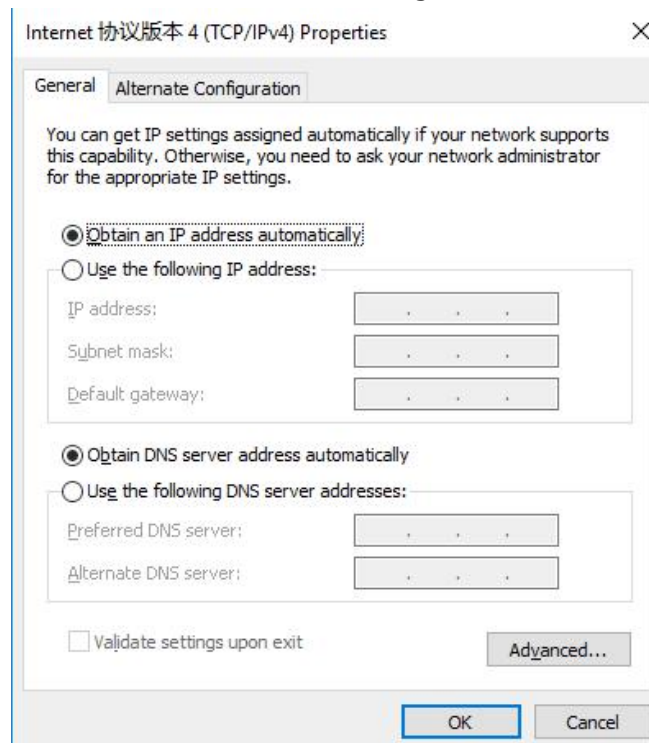 Internet 协议版本 4 (TCP/IPv4) Properties
General
Alternate Configuration
You can get IP settings assigned automatically if your network supports
this capability. Otherwise, you need to ask your network administrator
for the appropriate IP settings.
Obtain an IP address automatically
Use the following IP address:
IP address:
Subnet mask:
Default gateway:
Obtain DNS server address automatically
Use the following DNS server addresses:
Preferred DNS server:
Alternate DNS server:
Validate settings upon exit
Advanced...
OK
Cancel